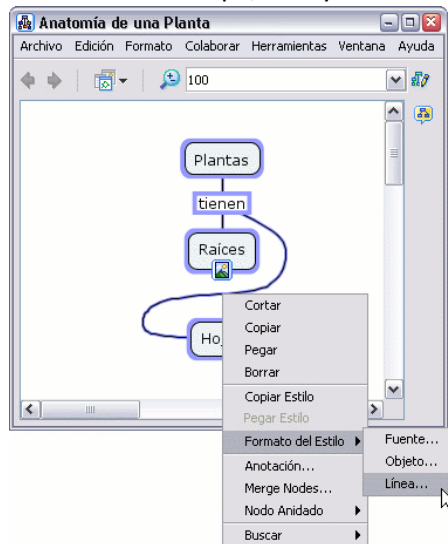 Anatomía de una Planta
Archivo Edición Formato Colaborar Herramientas Ventana Ayuda
100
Plantas
tienen
Raíces
Cortar
Copiar
Pegar
Borrar
Copiar Estilo
Pegar Estilo
Formato del Estilo
Fuente...
Objeto...
Línea...
Anotación...
Merge Nodes...
Nodo Anidado
Buscar